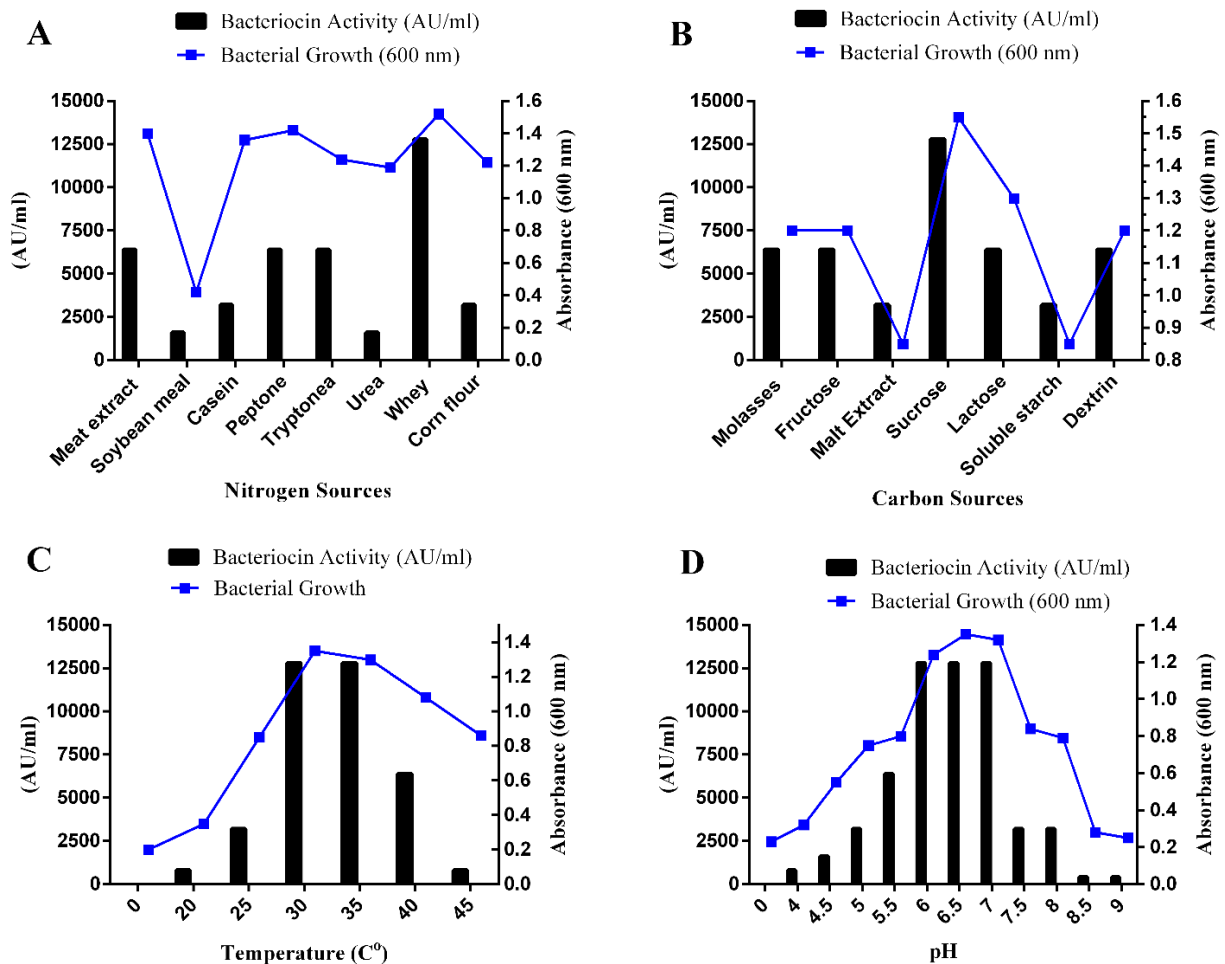 A
Bacteriocin Activity (AU/ml)
Bacterial Growth (600 nm)
15000
12500
10000
7500
5000
2500
0
(AU/ml)
1.6
1.4
1.2
1.0
0.8
0.6
0.4
0.2
0.0
Absorbance (600 nm)
Meat extract
Soybean meal
Casein
Peptone
Tryptonea
Urea
Whey
Corn flour
Nitrogen Sources
B
Bacteriocin Activity (AU/ml)
Bacterial Growth (600 nm)
15000
12500
10000
7500
5000
2500
0
(AU/ml)
1.6
1.5
1.4
1.3
1.2
1.1
1.0
0.9
0.8
Absorbance (600 nm)
Molasses
Fructose
Malt Extract
Sucrose
Lactose
Soluble starch
Dextrin
Carbon Sources
C
Bacteriocin Activity (AU/ml)
Bacterial Growth
15000
12500
10000
7500
5000
2500
0
(AU/ml)
1.4
1.2
1.0
0.8
0.6
0.4
0.2
0.0
Absorbance (600 nm)
0
20
25
30
35
40
45
Temperature (C⁰)
D
Bacteriocin Activity (AU/ml)
Bacterial Growth (600 nm)
15000
12500
10000
7500
5000
2500
0
(AU/ml)
1.4
1.2
1.0
0.8
0.6
0.4
0.2
0.0
Absorbance (600 nm)
0
4
4.5
5
5.5
6
6.5
7
7.5
8
8.5
9
pH